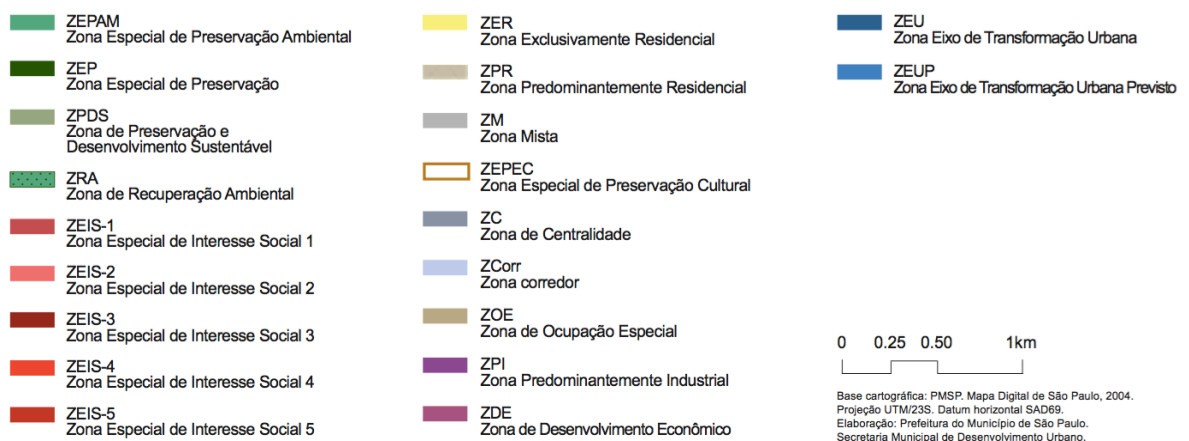 ZEPAM
Zona Especial de Preservação Ambiental
ZEP
Zona Especial de Preservação
ZPDS
Zona de Preservação e
Desenvolvimento Sustentável
ZRA
Zona de Recuperação Ambiental
ZEIS-1
Zona Especial de Interesse Social 1
ZEIS-2
Zona Especial de Interesse Social 2
ZEIS-3
Zona Especial de Interesse Social 3
ZEIS-4
Zona Especial de Interesse Social 4
ZEIS-5
Zona Especial de Interesse Social 5
ZER
Zona Exclusivamente Residencial
ZPR
Zona Predominantemente Residencial
ZM
Zona Mista
ZEPEC
Zona Especial de Preservação Cultural
ZC
Zona de Centralidade
ZCorr
Zona corredor
ZOE
Zona de Ocupação Especial
ZPI
Zona Predominantemente Industrial
ZDE
Zona de Desenvolvimento Econômico
ZEU
Zona Eixo de Transformação Urbana
ZEUP
Zona Eixo de Transformação Urbana Previsto
0 0.25 0.50 1km
Base cartográfica: PMSP. Mapa Digital de São Paulo, 2004.
Projeção UTM/23S. Datum horizontal SAD69.
Elaboração: Prefeitura do Município de São Paulo.
Secretaria Municipal de Desenvolvimento Urbano.